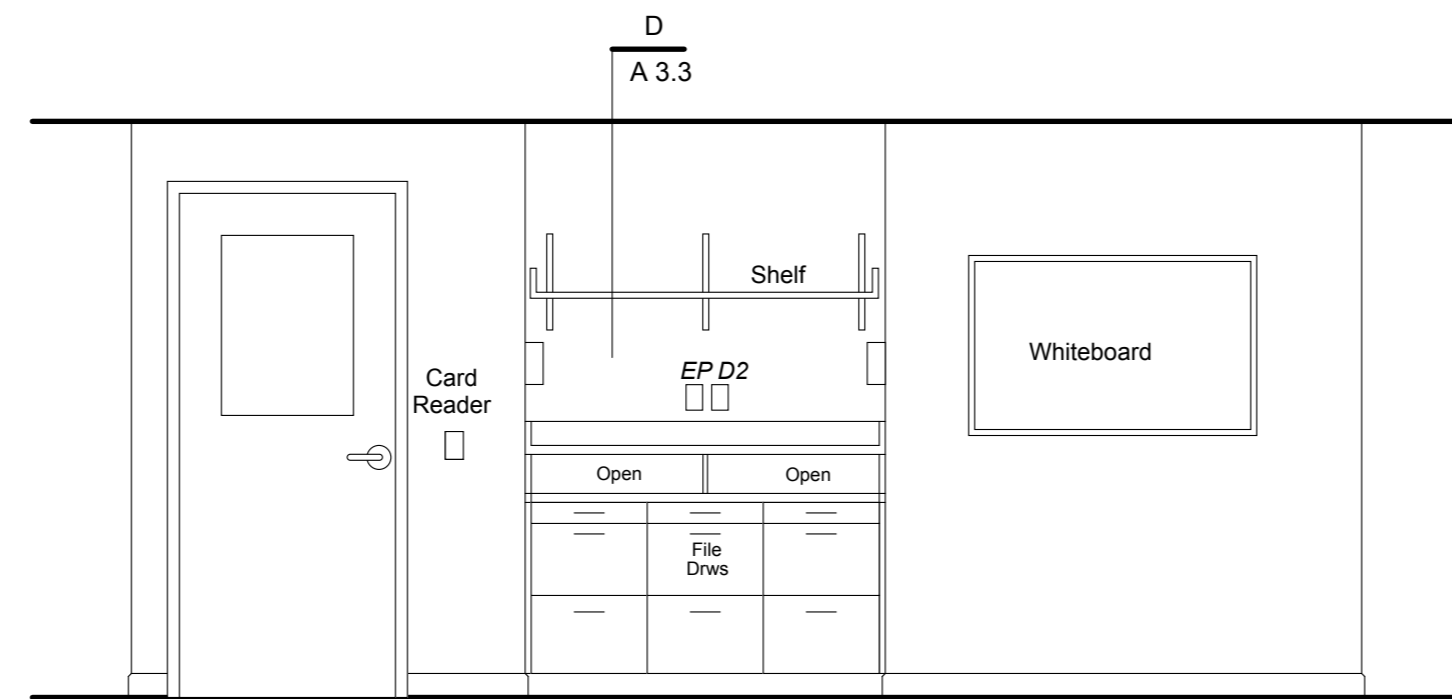 D
A 3.3
Shelf
Whiteboard
EP D2
Card
Reader
Open Open
File
Drws